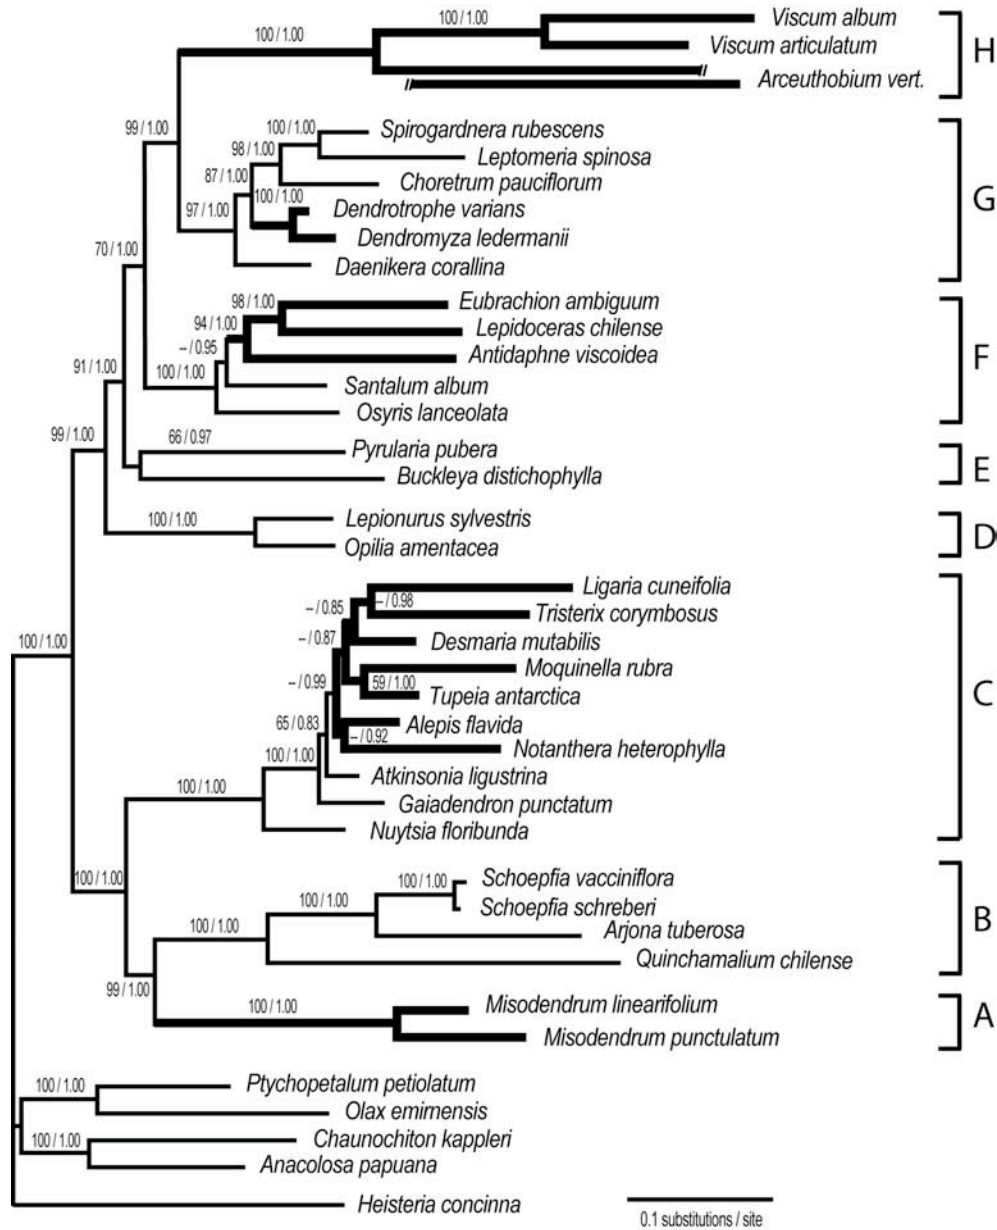 100 / 1.00
Viscum album
100 / 1.00
Viscum articulatum
Arceuthobium vert.
H
99 / 1.00
100 / 1.00
Spirogardnera rubescens
98 / 1.00
Leptomeria spinosa
87 / 1.00
Choretrum pauciflorum
100 / 1.00
Dendrotrophe varians
97 / 1.00
Dendromyza ledermanii
Daenikera corallina
G
70 / 1.00
98 / 1.00
Eubrachion ambiguum
94 / 1.00
Lepidoceras chilense
-- / 0.95
Antidaphne viscoidea
100 / 1.00
Santalum album
Osyris lanceolata
F
91 / 1.00
66 / 0.97
Pyrularia pubera
Buckleya distichophylla
E
99 / 1.00
100 / 1.00
Lepionurus sylvestris
Opilia amentacea
D
Ligaria cuneifolia
-- / 0.98
-- / 0.85
Tristerix corymbosus
-- / 0.87
Desmaria mutabilis
Moquinella rubra
-- / 0.99
59 / 1.00
Tupeia antarctica
65 / 0.83
Alepis flavida
-- / 0.92
Notanthera heterophylla
100 / 1.00
Atkinsonia ligustrina
100 / 1.00
Gaiadendron punctatum
Nuytsia floribunda
C
100 / 1.00
100 / 1.00
100 / 1.00
Schoepfia vacciniflora
Schoepfia schreberi
100 / 1.00
Arjona tuberosa
100 / 1.00
Quinchamalium chilense
B
99 / 1.00
100 / 1.00
Misodendrum linearifolium
Misodendrum punctulatum
A
100 / 1.00
Ptychopetalum petiolatum
Olax emirnensis
100 / 1.00
Chaunochiton kappleri
Anacolosa papuana
Heisteria concinna
0.1 substitutions / site